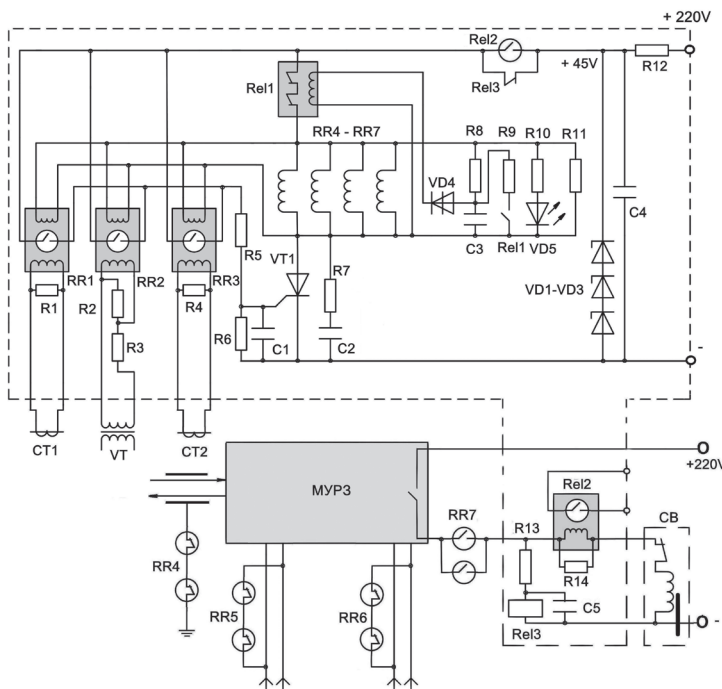 + 220V
Rel2
R12
+ 45V
Rel3
Rel1
RR4 - RR7
R8
R9
R10
R11
VD4
C4
R5
C3
Rel1
VD5
VT1
R7
RR1
RR2
RR3
VD1-VD3
R1
R2
R4
R6
C1
C2
R3
-
CT1
VT
CT2
+220V
МУРЗ
Rel2
RR7
R13
CB
RR4
R14
RR5
RR6
C5
Rel3
-